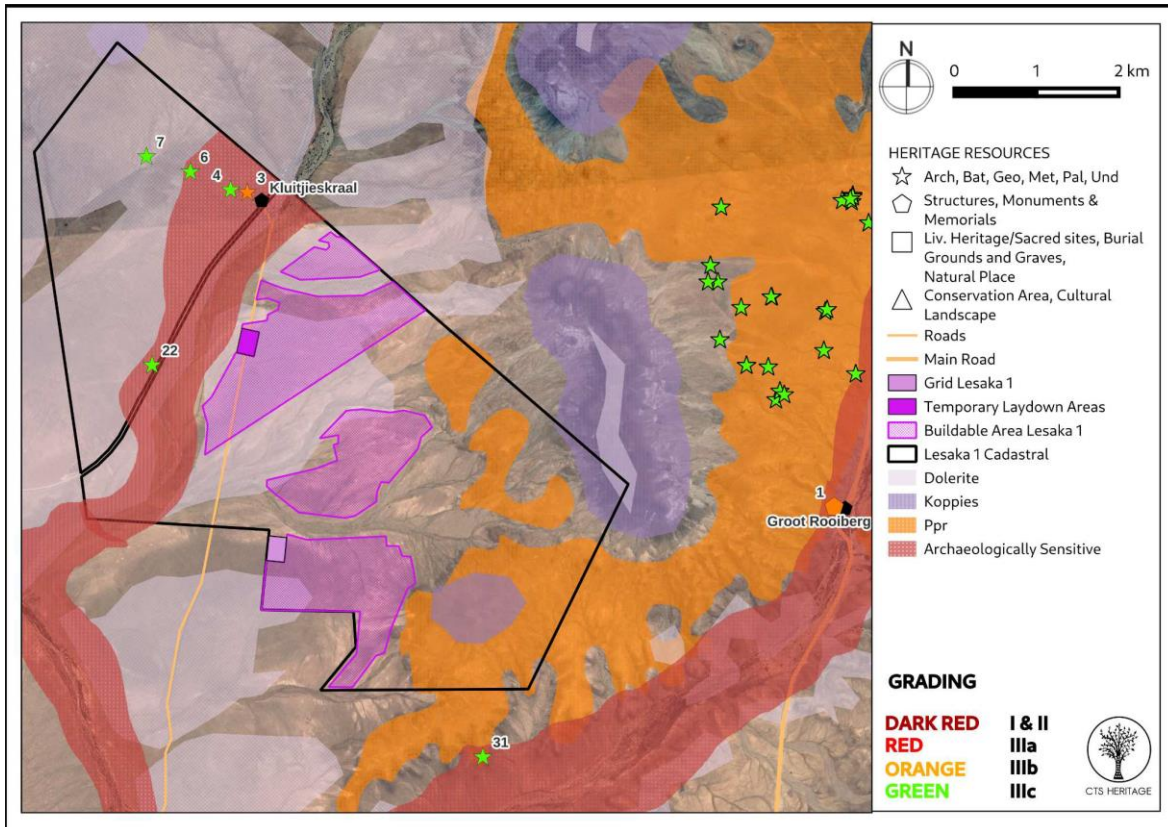 7
6
4
3
Kluitjieskraal
22
1
Groot Rooiberg
31
N
0 1 2 km
HERITAGE RESOURCES
Arch, Bat, Geo, Met, Pal, Und
Structures, Monuments &
Memorials
Liv. Heritage/Sacred sites, Burial
Grounds and Graves,
Natural Place
Conservation Area, Cultural
Landscape
Roads
Main Road
Grid Lesaka 1
Temporary Laydown Areas
Buildable Area Lesaka 1
Lesaka 1 Cadastral
Dolerite
Koppies
Ppr
Archaeologically Sensitive
GRADING
DARK RED I & II
RED IIIa
ORANGE IIIb
GREEN IIIc
CTS HERITAGE